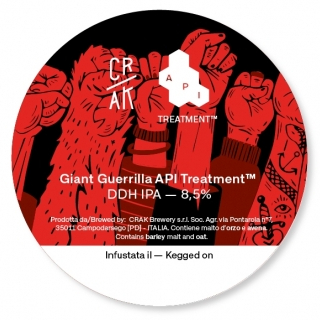 CR
AK
API
TREATMENT™
Giant Guerrilla API Treatment™
DDH IPA — 8,5%
Prodotta da/Brewed by: CRAK Brewery s.r.l. Soc. Agr. via Pontarola n°7,
35011 Campodarsego [PD] - ITALIA. Contiene malto d'orzo e avena.
Contains barley malt and oat.
Infustata il — Kegged on